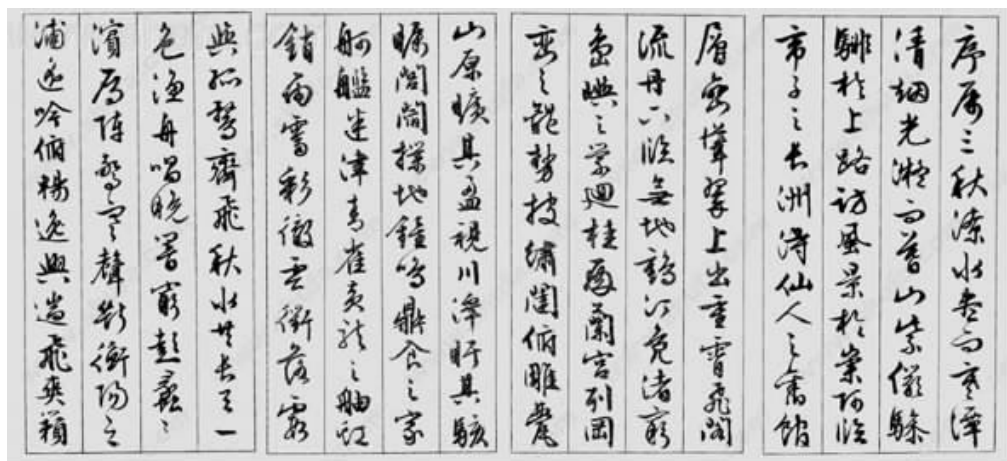 序属三秋潦水盡而寒潭
清烟光凝而暮山紫儼驂
騑於上路訪風景於崇阿臨
帝子之長洲得仙人之舊館
層巒聳翠上出重霄飛閣
流丹下臨無地鶴汀鳧渚窮
島嶼之縈廻桂殿蘭宮列岡
巒之體勢披繡闥俯雕甍
山原曠其盈視川澤盱其駭
矚閭閻撲地鐘鳴鼎食之家
舸艦迷津青雀黄龍之舳虹
銷雨霽彩徹雲衢落霞
與孤鶩齊飛秋水共長天一
色漁舟唱晚響窮彭蠡之
濱雁陣驚寒聲斷衡陽之
浦遙吟俯暢逸興遄飛爽籟